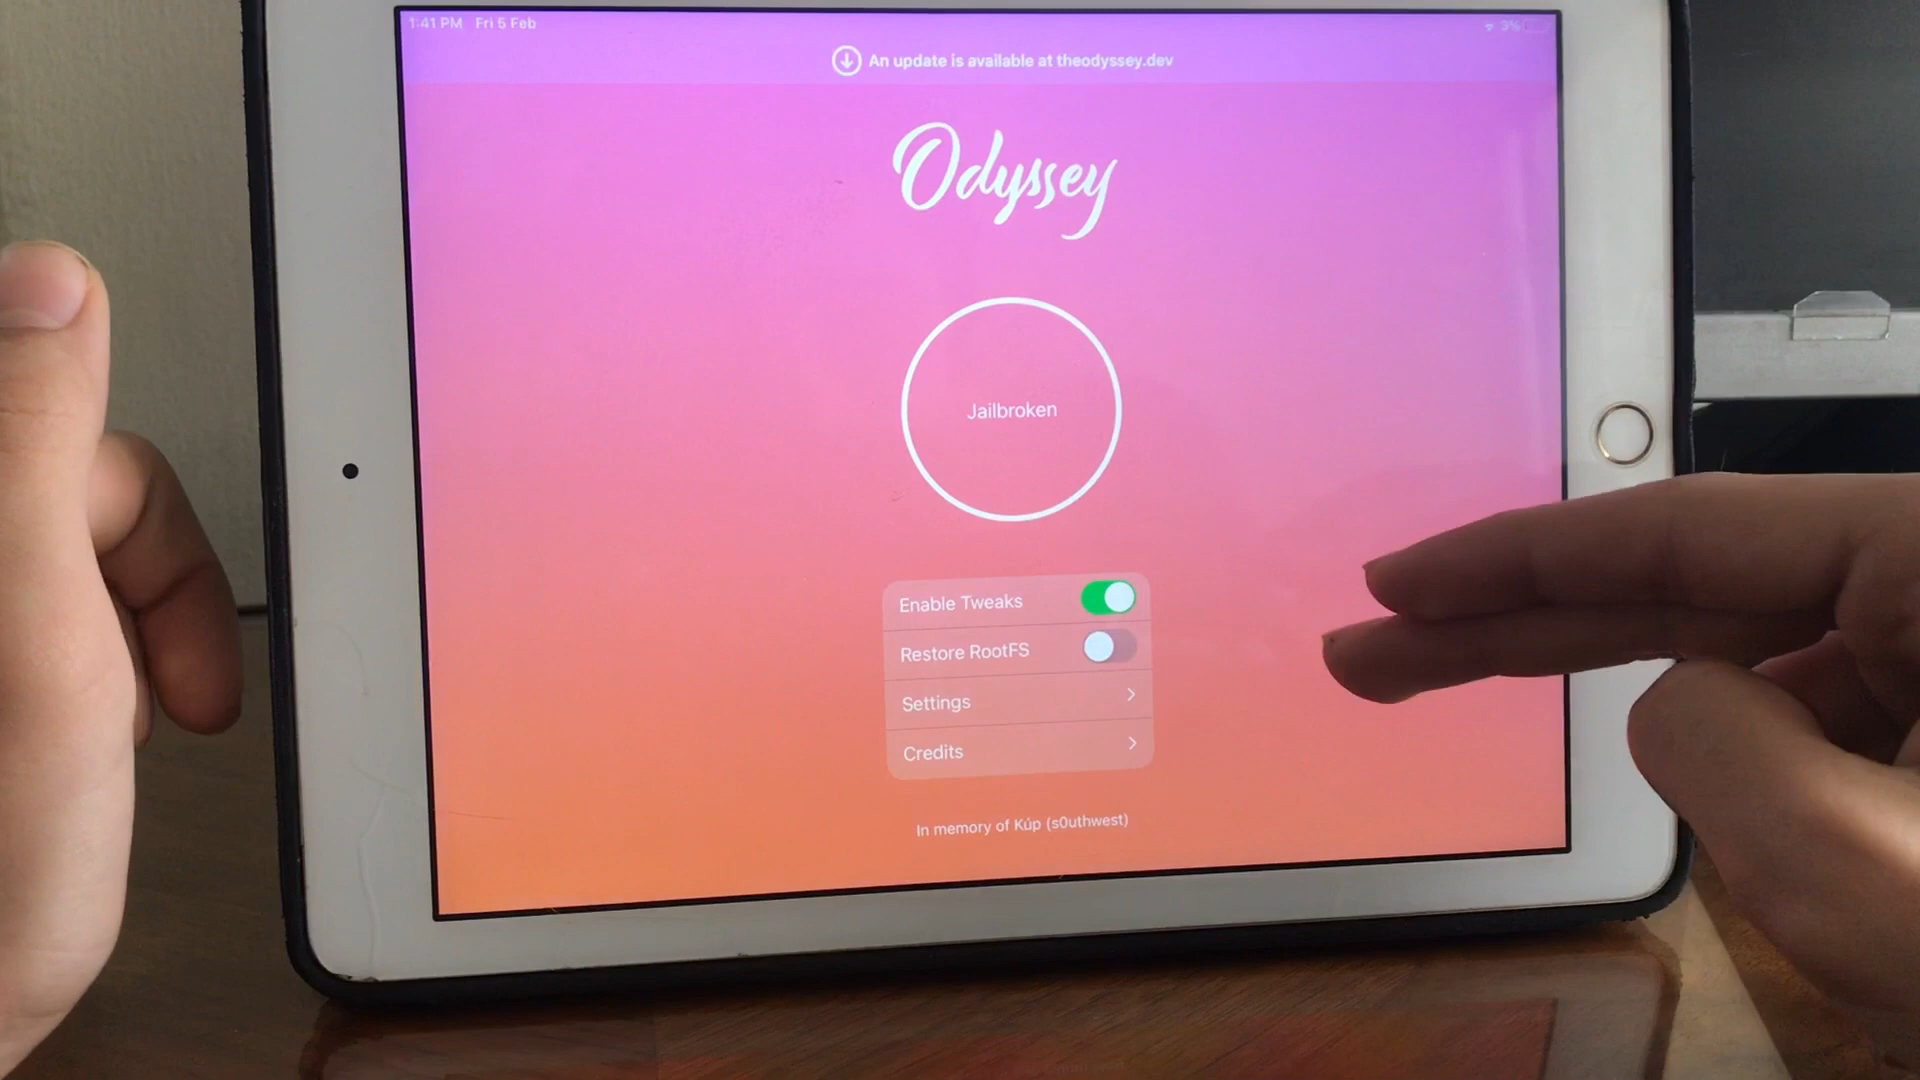 1:41 PM Fri 5 Feb 3%
An update is available at theodyssey.dev
Odyssey
Jailbroken
Enable Tweaks
Restore RootFS
Settings
Credits
In memory of Kúp (s0uthwest)